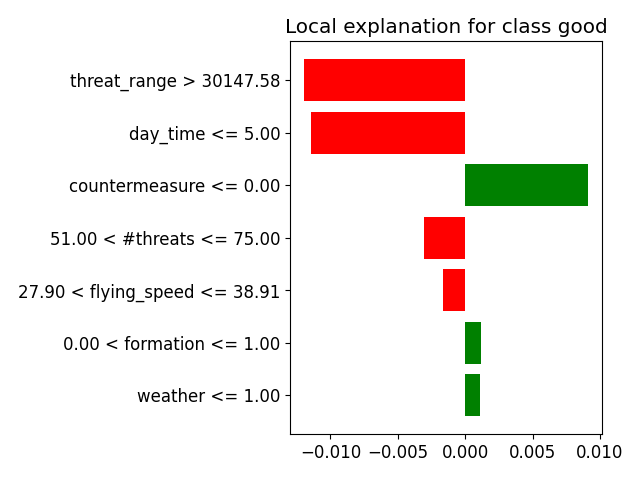 Local explanation for class good
threat_range > 30147.58
day_time <= 5.00
countermeasure <= 0.00
51.00 < #threats <= 75.00
27.90 < flying_speed <= 38.91
0.00 < formation <= 1.00
weather <= 1.00
−0.010 −0.005 0.000 0.005 0.010